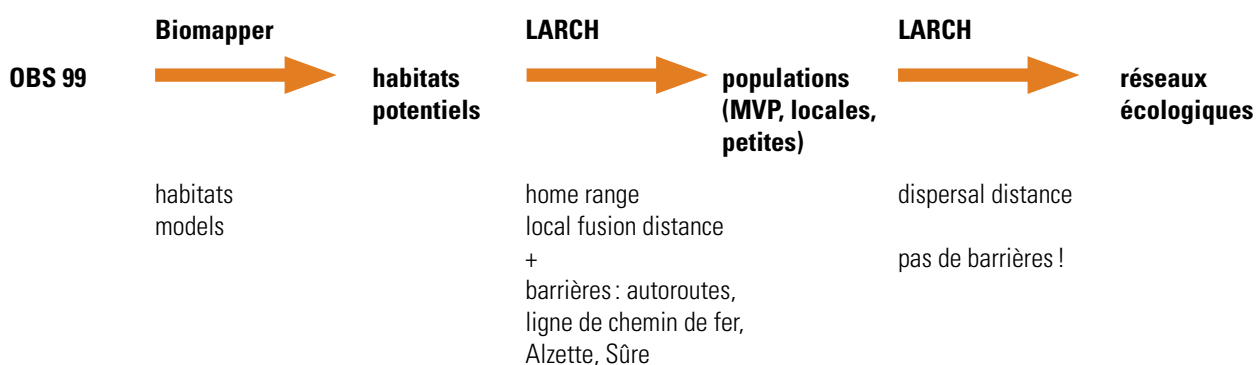 Biomapper
LARCH
LARCH
OBS 99
habitats
potentiels
populations
(MVP, locales,
petites)
réseaux
écologiques
habitats
models
home range
local fusion distance
+
barrières : autoroutes,
ligne de chemin de fer,
Alzette, Sûre
dispersal distance
pas de barrières !